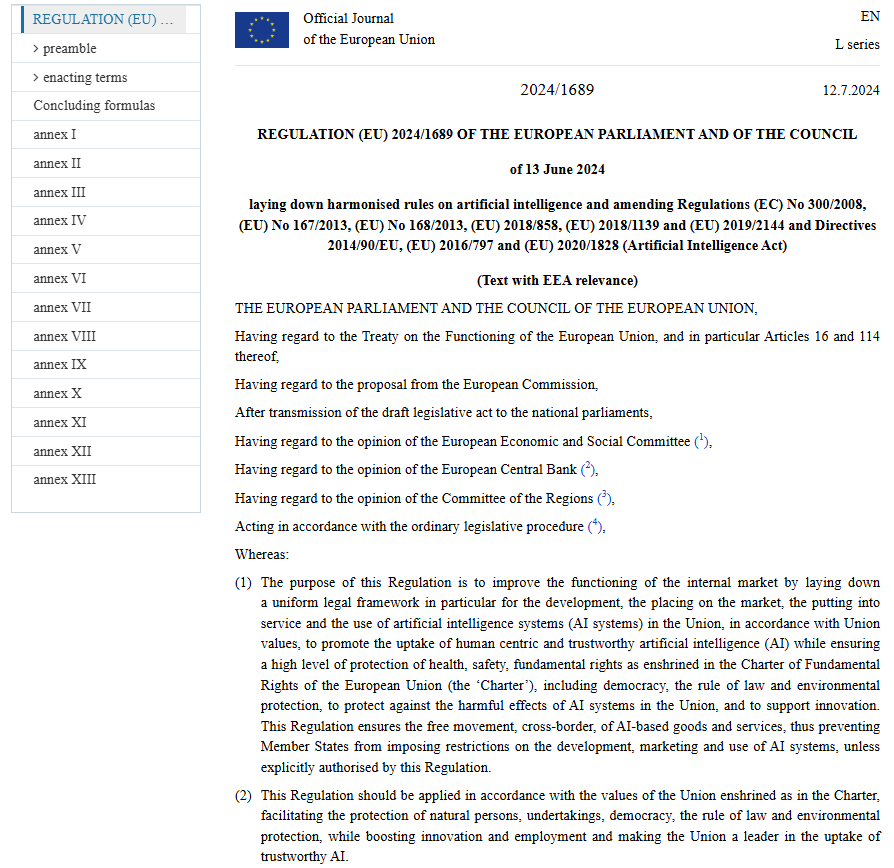 REGULATION (EU) ...
> preamble
> enacting terms
Concluding formulas
annex I
annex II
annex III
annex IV
annex V
annex VI
annex VII
annex VIII
annex IX
annex X
annex XI
annex XII
annex XIII
Official Journal
of the European Union
EN
L series
2024/1689
12.7.2024
REGULATION (EU) 2024/1689 OF THE EUROPEAN PARLIAMENT AND OF THE COUNCIL
of 13 June 2024
laying down harmonised rules on artificial intelligence and amending Regulations (EC) No 300/2008,
(EU) No 167/2013, (EU) No 168/2013, (EU) 2018/858, (EU) 2018/1139 and (EU) 2019/2144 and Directives
2014/90/EU, (EU) 2016/797 and (EU) 2020/1828 (Artificial Intelligence Act)
(Text with EEA relevance)
THE EUROPEAN PARLIAMENT AND THE COUNCIL OF THE EUROPEAN UNION,
Having regard to the Treaty on the Functioning of the European Union, and in particular Articles 16 and 114
thereof,
Having regard to the proposal from the European Commission,
After transmission of the draft legislative act to the national parliaments,
Having regard to the opinion of the European Economic and Social Committee (1),
Having regard to the opinion of the European Central Bank (2),
Having regard to the opinion of the Committee of the Regions (3),
Acting in accordance with the ordinary legislative procedure (4),
Whereas:
(1) The purpose of this Regulation is to improve the functioning of the internal market by laying down
a uniform legal framework in particular for the development, the placing on the market, the putting into
service and the use of artificial intelligence systems (AI systems) in the Union, in accordance with Union
values, to promote the uptake of human centric and trustworthy artificial intelligence (AI) while ensuring
a high level of protection of health, safety, fundamental rights as enshrined in the Charter of Fundamental
Rights of the European Union (the ‘Charter’), including democracy, the rule of law and environmental
protection, to protect against the harmful effects of AI systems in the Union, and to support innovation.
This Regulation ensures the free movement, cross-border, of AI-based goods and services, thus preventing
Member States from imposing restrictions on the development, marketing and use of AI systems, unless
explicitly authorised by this Regulation.
(2) This Regulation should be applied in accordance with the values of the Union enshrined as in the Charter,
facilitating the protection of natural persons, undertakings, democracy, the rule of law and environmental
protection, while boosting innovation and employment and making the Union a leader in the uptake of
trustworthy AI.